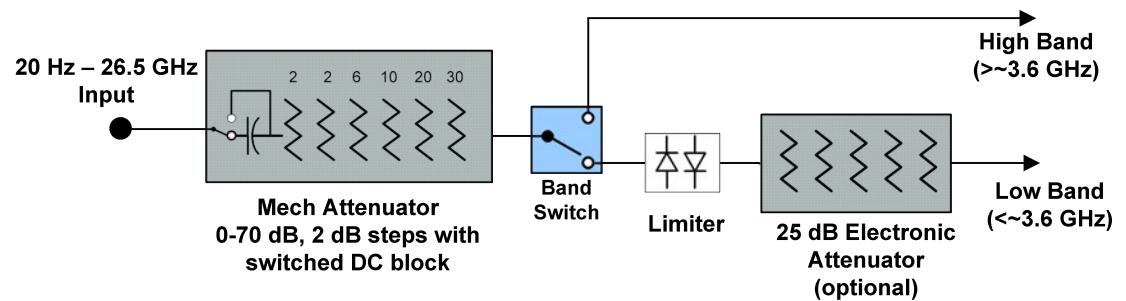 20 Hz – 26.5 GHz
Input
2 2 6 10 20 30
Mech Attenuator
0-70 dB, 2 dB steps with
switched DC block
Band
Switch
Limiter
25 dB Electronic
Attenuator
(optional)
High Band
(>~3.6 GHz)
Low Band
(<~3.6 GHz)